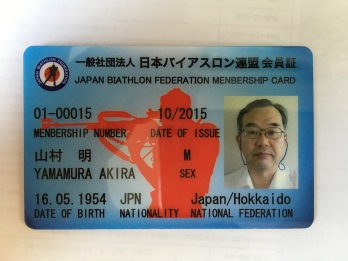 一般社団法人 日本バイアスロン連盟 会員証
JAPAN BIATHLON FEDERATION MENBERSHIP CARD
01-00015 10/2015
MENBERSHIP NUMBER DATE OF ISSUE
山村 明 M
YAMAMURA AKIRA SEX
16.05.1954 JPN Japan/Hokkaido
DATE OF BIRTH NATIONALITY NATIONAL FEDERATION